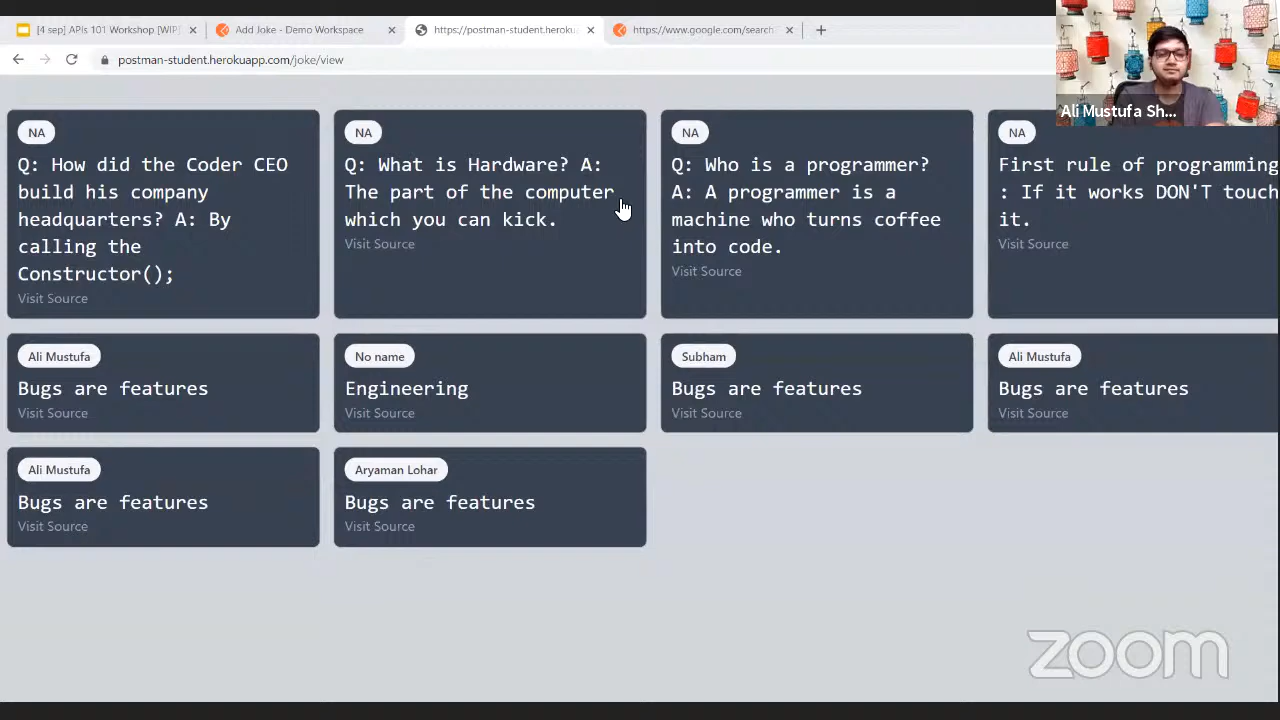 [4 sep] APIs 101 Workshop [WIP]
Add Joke - Demo Workspace
https://postman-student.heroku
https://www.google.com/search
postman-student.herokuapp.com/joke/view
Ali Mustufa Sh...
NA
Q: How did the Coder CEO
build his company
headquarters? A: By
calling the
Constructor();
Visit Source
NA
Q: What is Hardware? A:
The part of the computer
which you can kick.
Visit Source
NA
Q: Who is a programmer?
A: A programmer is a
machine who turns coffee
into code.
Visit Source
NA
First rule of programming
: If it works DON'T touch
it.
Visit Source
Ali Mustufa
Bugs are features
Visit Source
No name
Engineering
Visit Source
Subham
Bugs are features
Visit Source
Ali Mustufa
Bugs are features
Visit Source
Ali Mustufa
Bugs are features
Visit Source
Aryaman Lohar
Bugs are features
Visit Source
zoom